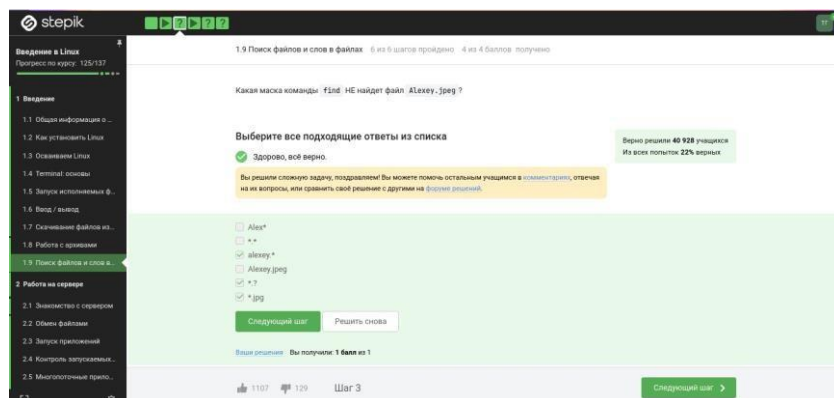 stepik
ТГ
Введение в Linux
Прогресс по курсу: 125/137
1 Введение
1.1 Общая информация о ...
1.2 Как установить Linux
1.3 Осваиваем Linux
1.4 Terminal: основы
1.5 Запуск исполняемых ф...
1.6 Ввод / вывод
1.7 Скачивание файлов из...
1.8 Работа с архивами
1.9 Поиск файлов и слов в...
2 Работа на сервере
2.1 Знакомство с сервером
2.2 Обмен файлами
2.3 Запуск приложений
2.4 Контроль запускаемых...
2.5 Многопоточные прило...
1.9 Поиск файлов и слов в файлах 6 из 6 шагов пройдено 4 из 4 баллов получено
Какая маска команды find НЕ найдет файл Alexey.jpeg ?
Выберите все подходящие ответы из списка
Здорово, всё верно.
Верно решили 40 928 учащихся
Из всех попыток 22% верных
Вы решили сложную задачу, поздравляем! Вы можете помочь остальным учащимся в комментариях, отвечая
на их вопросы, или сравнить своё решение с другими на форуме решений.
Alex*
*.*
alexey.*
Alexey.jpeg
*.?
*.jpg
Следующий шаг
Решить снова
Ваши решения Вы получили: 1 балл из 1
1107 129 Шаг 3
Следующий шаг